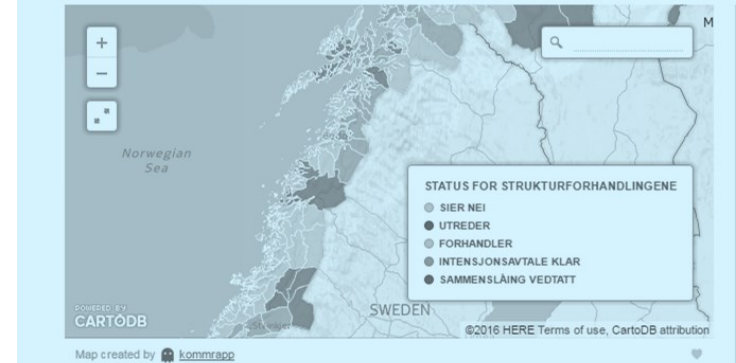 M
+
−
Norwegian
Sea
STATUS FOR STRUKTURFORHANDLINGENE
SIER NEI
UTREDER
FORHANDLER
INTENSJONSAVTALE KLAR
SAMMENSLÅING VEDTATT
SWEDEN
POWERED BY
CARTODB
©2016 HERE Terms of use, CartoDB attribution
Map created by kommrapp